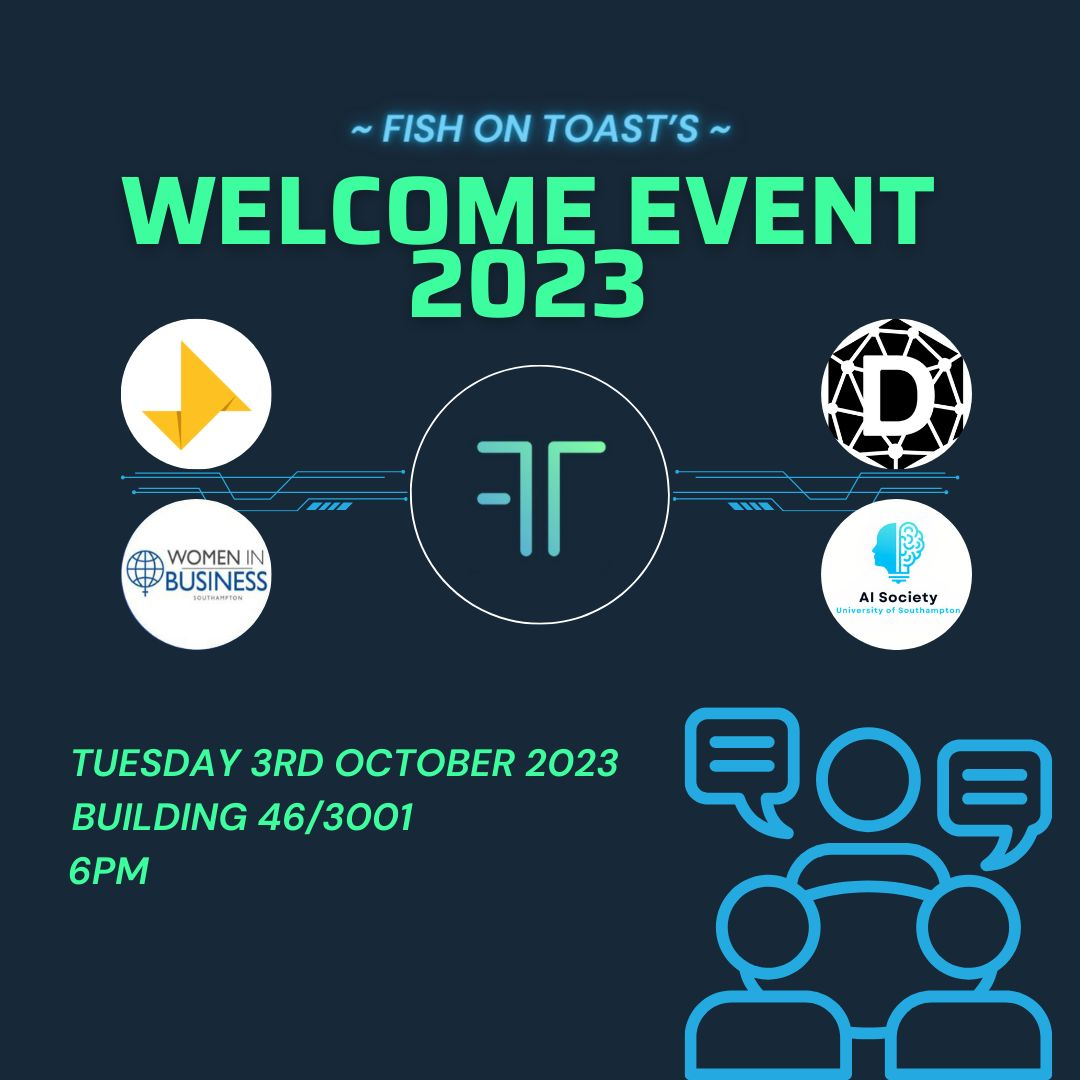 ~ FISH ON TOAST’S ~
WELCOME EVENT
2023
D
WOMEN IN
BUSINESS
SOUTHAMPTON
AI Society
University of Southampton
TUESDAY 3RD OCTOBER 2023
BUILDING 46/3001
6PM